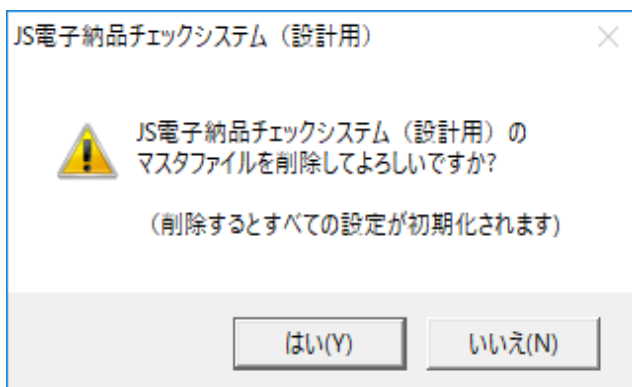 JS電子納品チェックシステム（設計用）
JS電子納品チェックシステム（設計用）の
マスタファイルを削除してよろしいですか?
（削除するとすべての設定が初期化されます)
はい(Y)
いいえ(N)